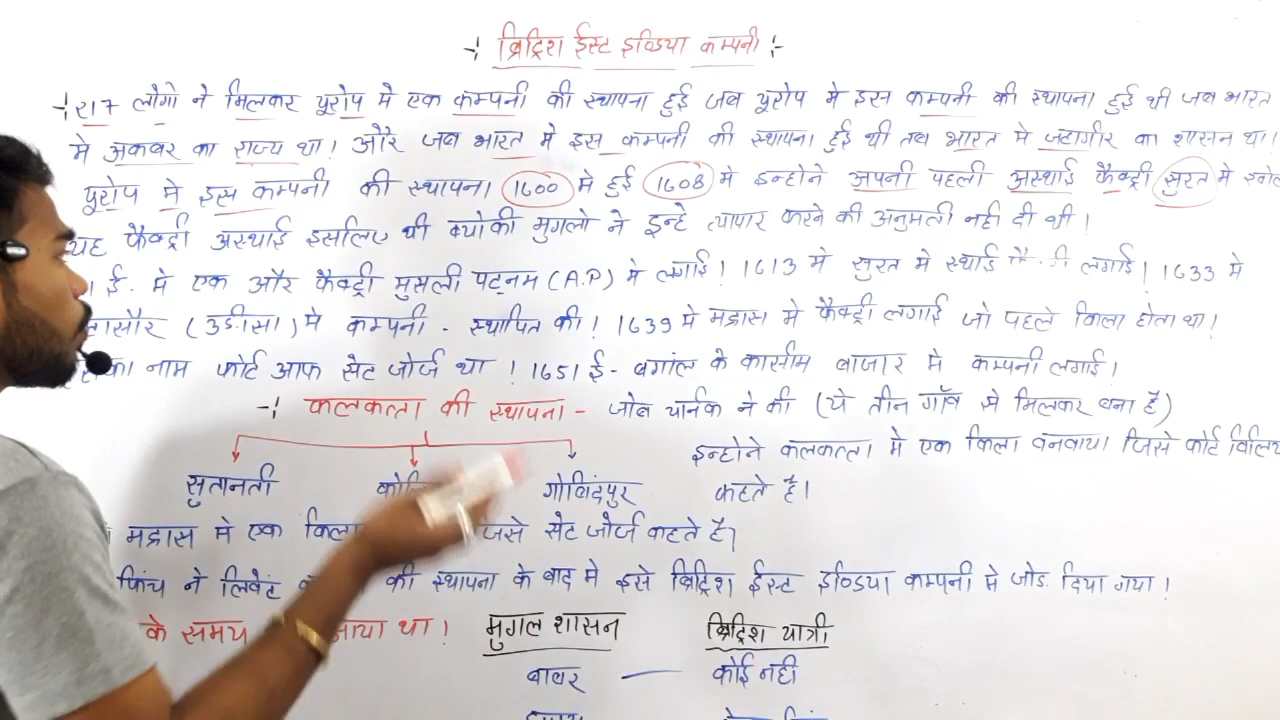 -: ब्रिट्रिश ईस्ट इण्डिया कम्पनी :-
217 लोगो ने मिलकर यूरोप मे एक कम्पनी की स्थापना हुई जब यूरोप मे इस कम्पनी की स्थापना हुई थी जब भारत
मे अकबर का राज्य था। और जब भारत मे इस कम्पनी की स्थापना हुई थी तब भारत मे जहागीर का शासन था।
यूरोप मे इस कम्पनी की स्थापना 1600 मे हुई 1608 मे इन्होने अपनी पहली अस्थाई फैक्ट्री सुरत मे
यह फैक्ट्री अस्थाई इसलिए थी क्योकी मुगलो ने इन्हे व्यापार करने की अनुमती नही दी थी।
ई. मे एक और फैक्ट्री मुसली पट्नम (A.P) मे लगाई। 1613 मे सुरत मे स्थाई लगाई। 1633 मे
(उडीसा) मे कम्पनी - स्थापित की। 1639 मे मद्रास मे फैक्ट्री लगाई जो पहले किला होता था।
नाम फोर्ट आफ सेट जोर्ज था। 1651 ई- बगांल के कासीम बाजार मे कम्पनी लगाई।
-: कलकता की स्थापना - जोब चार्नक ने की (ये तीन गाँव से मिलकर बना है)
इन्होने कलकत्ता मे एक किला बनवाया जिसे फोर्ट
सुतानती गोबिंदपुर कहते है।
मद्रास मे एक किला जिसे सेट जोर्ज कहते है।
फिंच ने लिवेंट की स्थापना के बाद मे इसे ब्रिट्रिश ईस्ट इण्डिया कम्पनी मे जोड दिया गया।
के समय आया था। मुगल शासन ब्रिट्रिश यात्री
बाबर — कोई नही